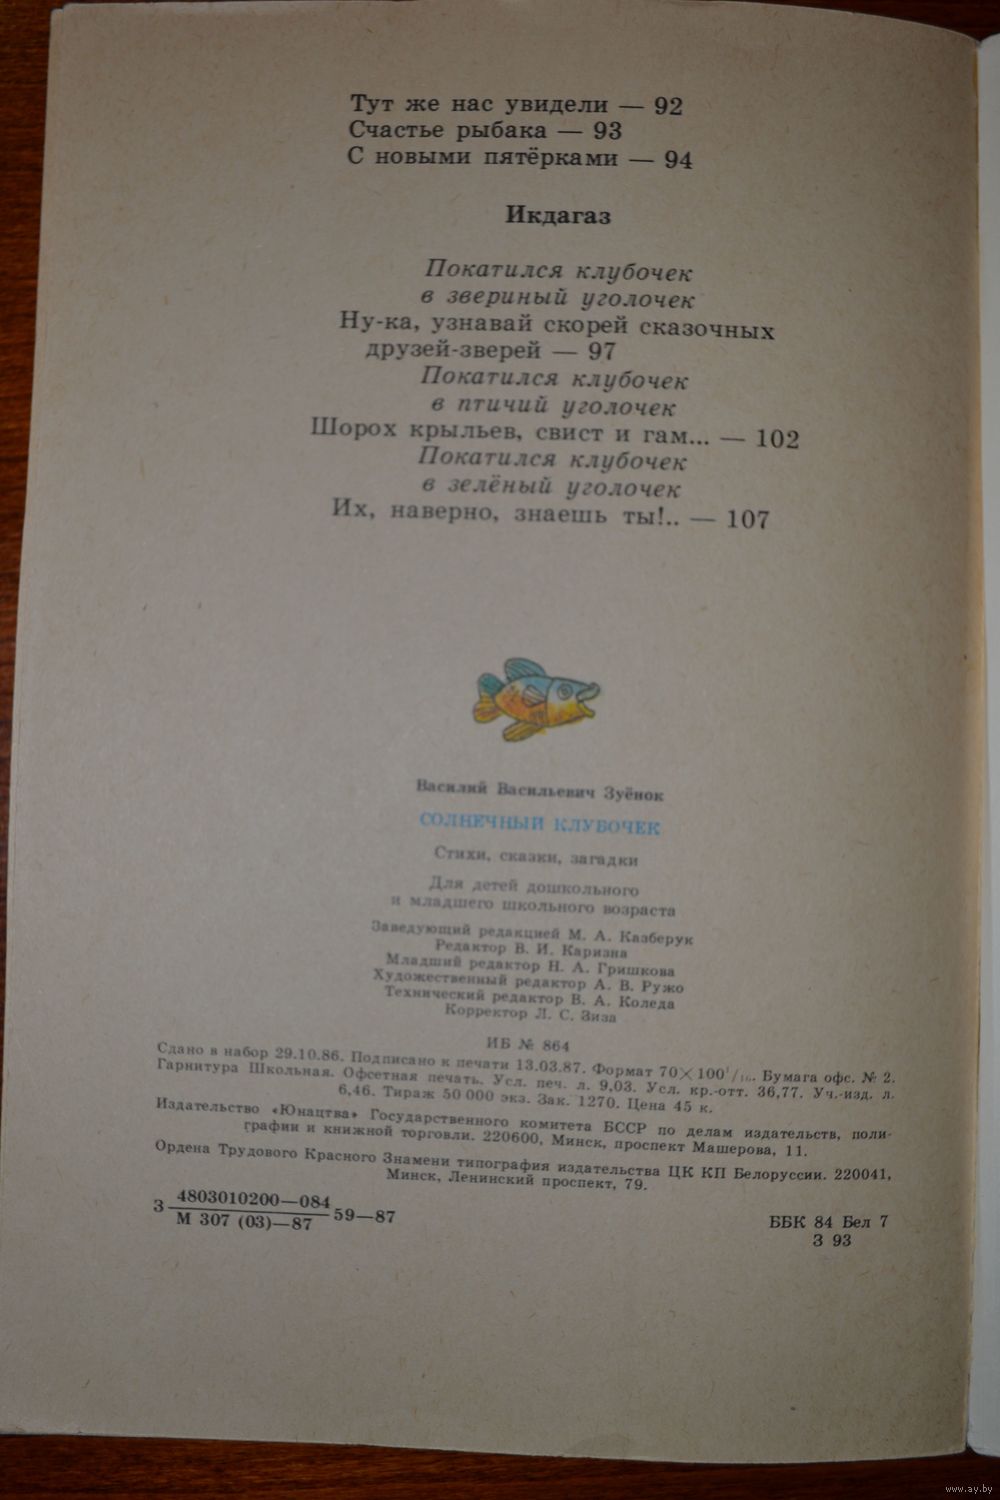 Тут же нас увидели — 92
Счастье рыбака — 93
С новыми пятёрками — 94
Икдагаз
Покатился клубочек
в звериный уголочек
Ну-ка, узнавай скорей сказочных
друзей-зверей — 97
Покатился клубочек
в птичий уголочек
Шорох крыльев, свист и гам... — 102
Покатился клубочек
в зелёный уголочек
Их, наверно, знаешь ты!.. — 107
Василий Васильевич Зуёнок
СОЛНЕЧНЫЙ КЛУБОЧЕК
Стихи, сказки, загадки
Для детей дошкольного
и младшего школьного возраста
Заведующий редакцией М. А. Казберук
Редактор В. И. Каризна
Младший редактор Н. А. Гришкова
Художественный редактор А. В. Ружо
Технический редактор В. А. Коледа
Корректор Л. С. Зиза
ИБ № 864
Сдано в набор 29.10.86. Подписано к печати 13.03.87. Формат 70×100¹/₁₆. Бумага офс. № 2.
Гарнитура Школьная. Офсетная печать. Усл. печ. л. 9,03. Усл. кр.-отт. 36,77. Уч.-изд. л.
6,46. Тираж 50 000 экз. Зак. 1270. Цена 45 к.
Издательство «Юнацтва» Государственного комитета БССР по делам издательств, поли-
графии и книжной торговли. 220600, Минск, проспект Машерова, 11.
Ордена Трудового Красного Знамени типография издательства ЦК КП Белоруссии. 220041,
Минск, Ленинский проспект, 79.
З 4803010200—084
М 307 (03)—87 59—87
ББК 84 Бел 7
З 93
www.ay.by